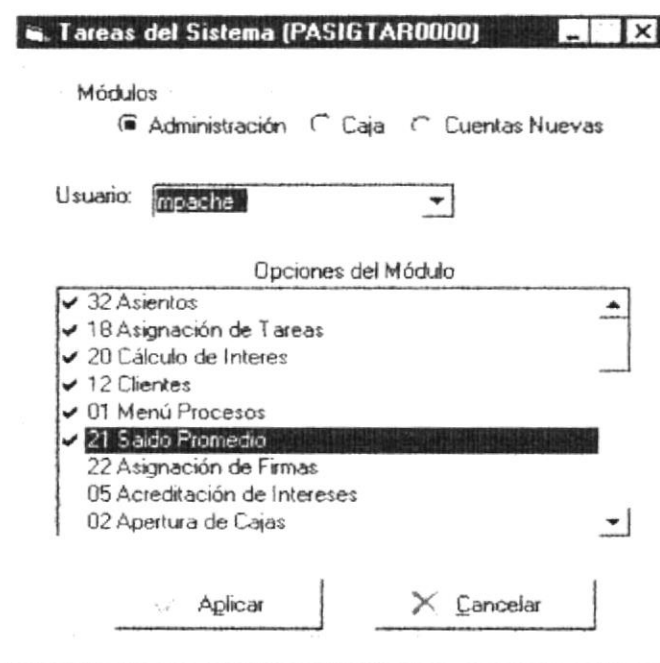 Tareas del Sistema (PASIGTAR0000)
Módulos
Administración Caja Cuentas Nuevas
Usuario: mpache
Opciones del Módulo
32 Asientos
18 Asignación de Tareas
20 Cálculo de Interes
12 Clientes
01 Menú Procesos
21 Saldo Promedio
22 Asignación de Firmas
05 Acreditación de Intereses
02 Apertura de Cajas
Aplicar Cancelar